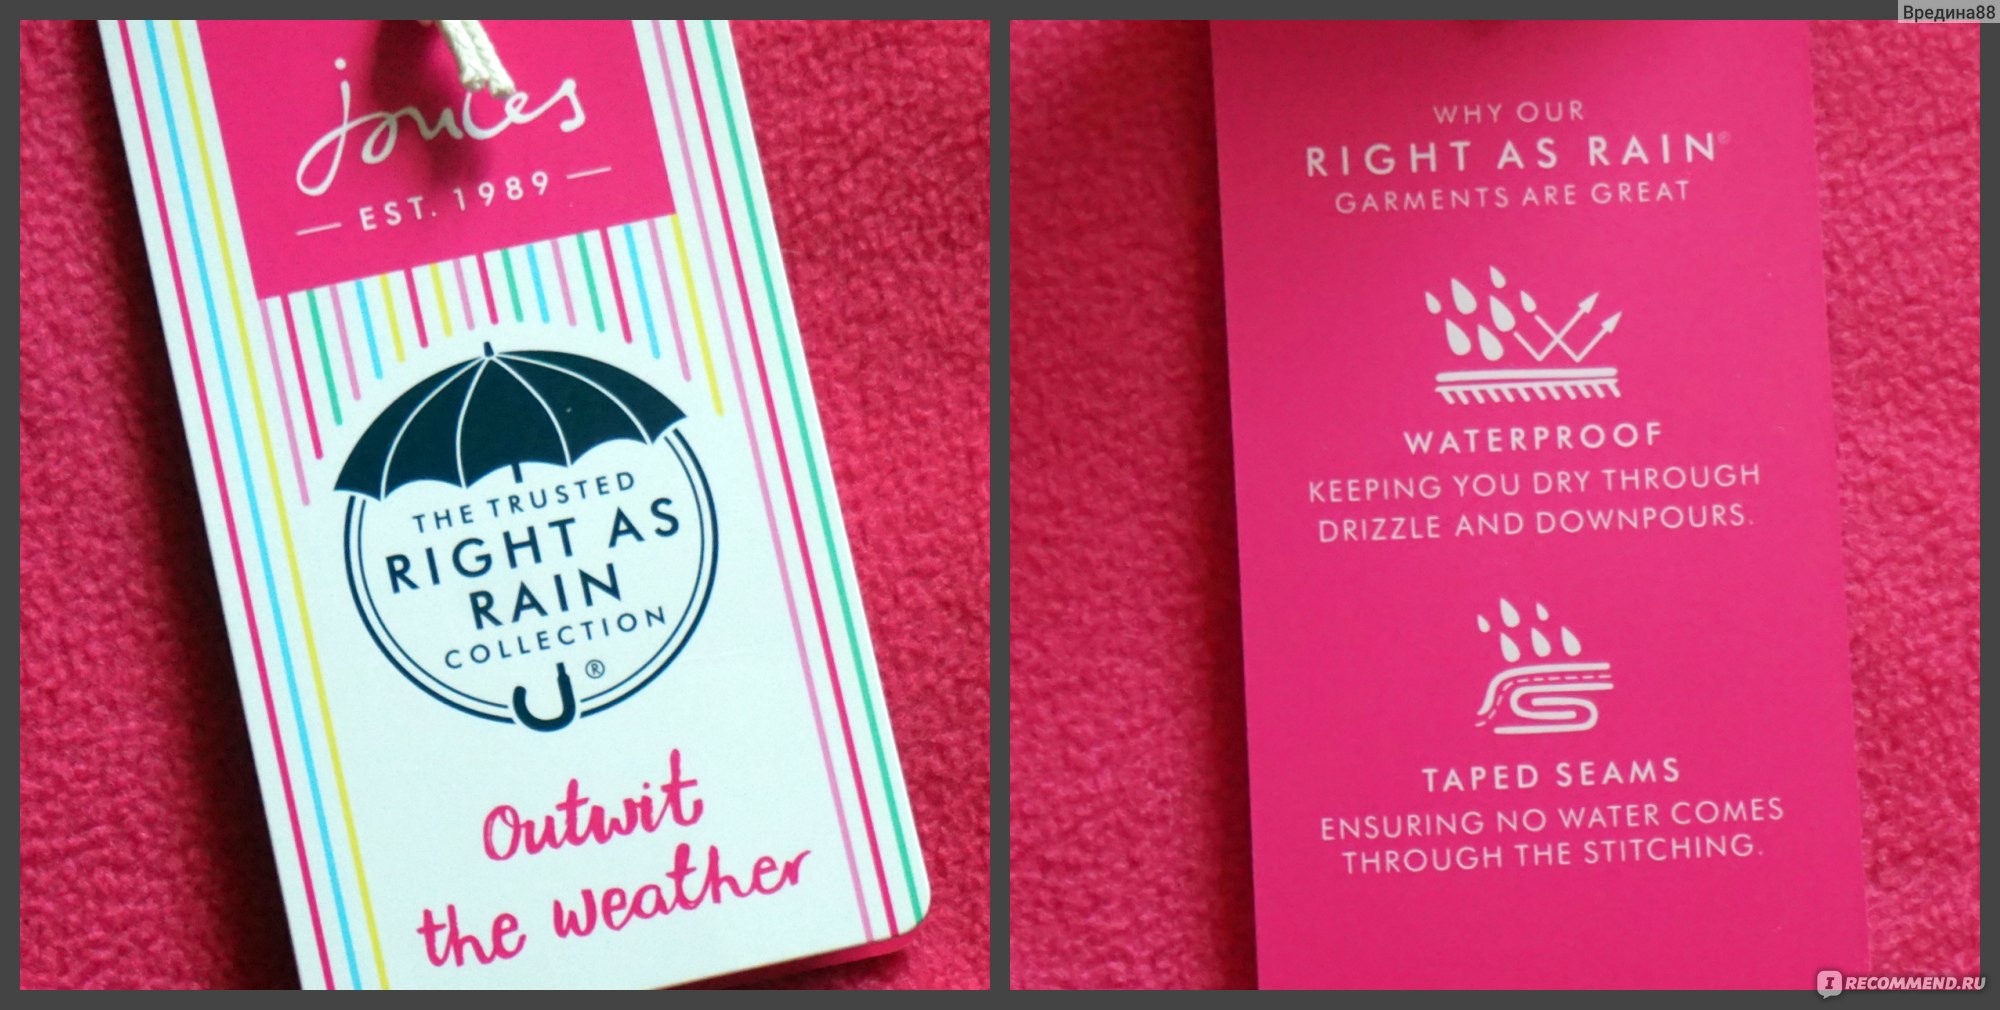 Joules
EST. 1989
THE TRUSTED
RIGHT AS
RAIN
COLLECTION
®
Outwit
the weather
WHY OUR
RIGHT AS RAIN®
GARMENTS ARE GREAT
WATERPROOF
KEEPING YOU DRY THROUGH
DRIZZLE AND DOWNPOURS.
TAPED SEAMS
ENSURING NO WATER COMES
THROUGH THE STITCHING.
Вредина88
I RECOMMEND.RU